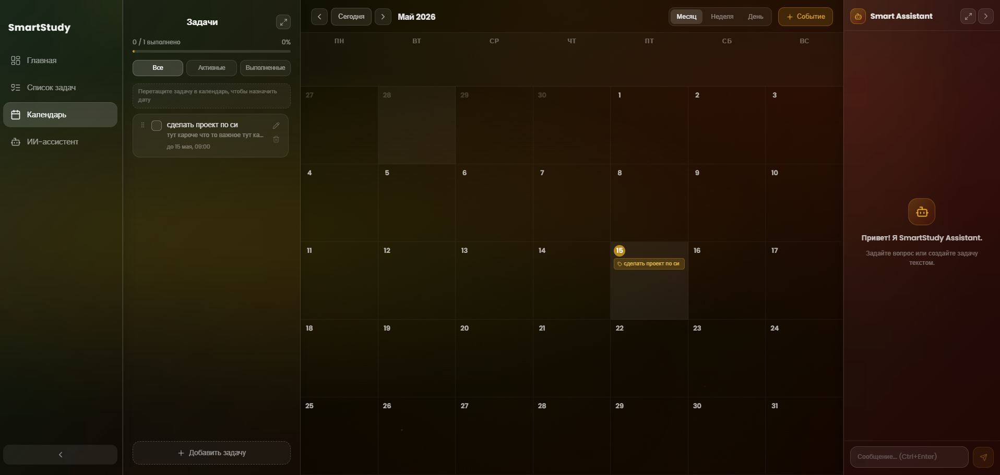 SmartStudy
Главная
Список задач
Календарь
ИИ-ассистент
Задачи
0 / 1 выполнено
0%
Все
Активные
Выполненные
Перетащите задачу в календарь, чтобы назначить
дату
сделать проект по си
тут кароче что то важное тут ка...
до 15 мая, 09:00
+ Добавить задачу
Сегодня
Май 2026
Месяц
Неделя
День
+ Событие
ПН ВТ СР ЧТ ПТ СБ ВС
27 28 29 30 1 2 3
4 5 6 7 8 9 10
11 12 13 14 15 16 17
сделать проект по си
18 19 20 21 22 23 24
25 26 27 28 29 30 31
Smart Assistant
Привет! Я SmartStudy Assistant.
Задайте вопрос или создайте задачу
текстом.
Сообщение... (Ctrl+Enter)